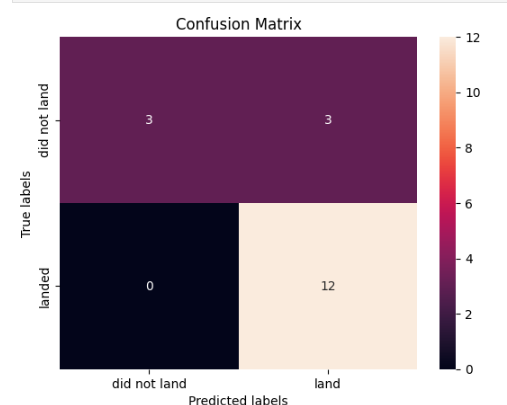 Confusion Matrix
did not land
landed
True labels
3
3
0
12
did not land
land
Predicted labels
12
10
8
6
4
2
0